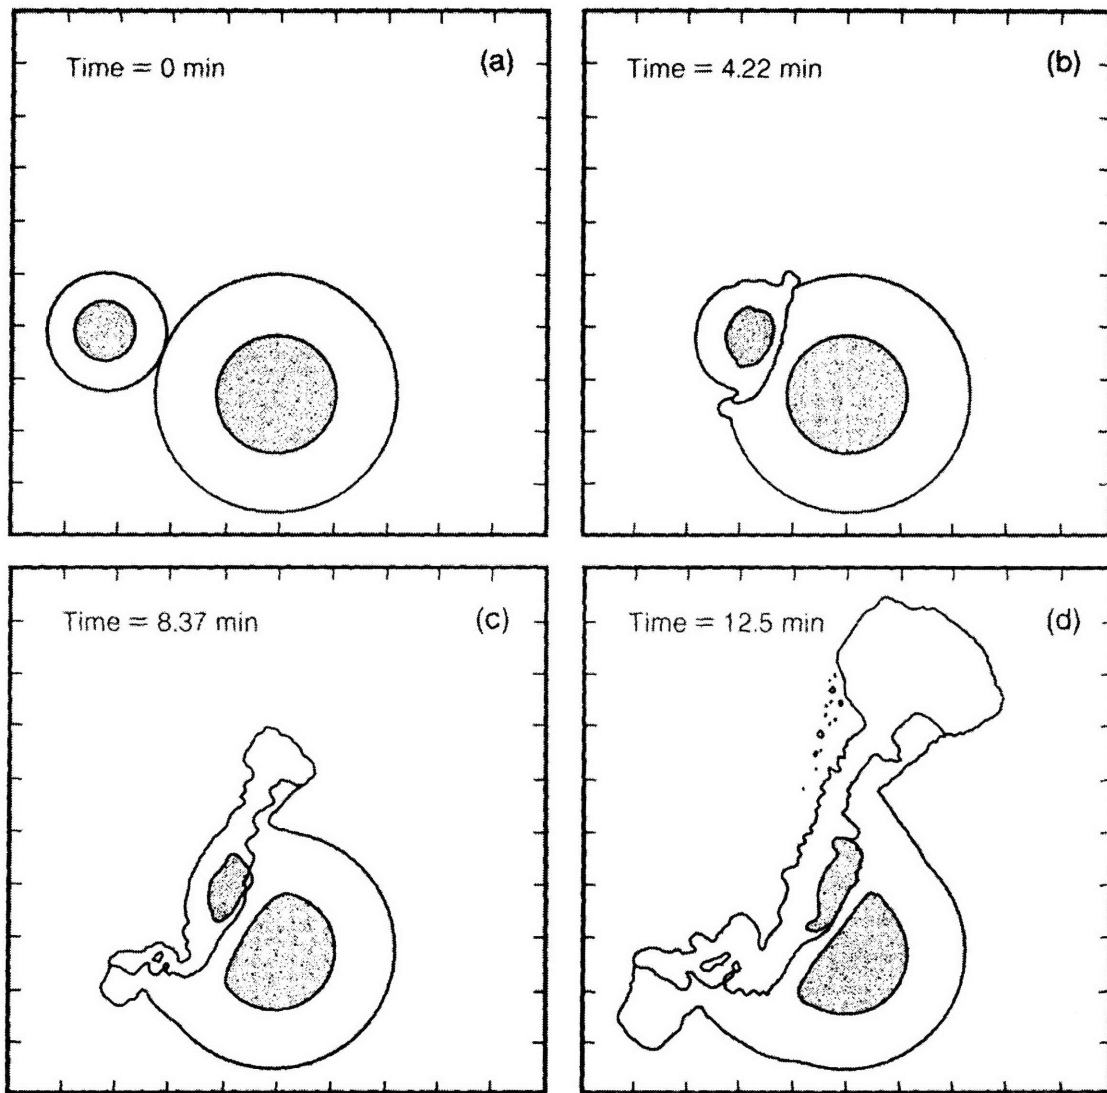 Time = 0 min (a)
Time = 4.22 min (b)
Time = 8.37 min (c)
Time = 12.5 min (d)